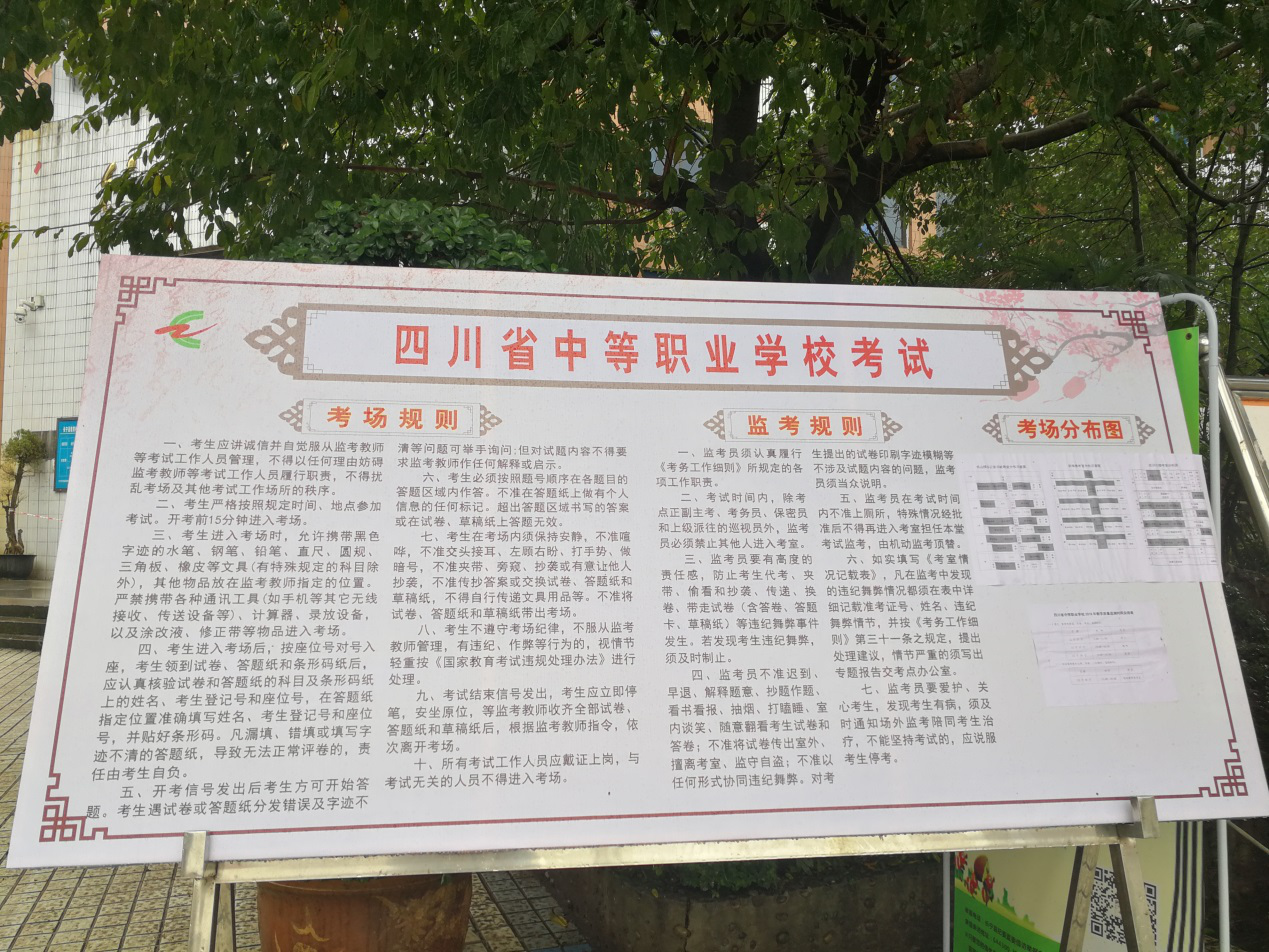 四川省中等职业学校考试
考场规则
一、考生应讲诚信并自觉服从监考教师
等考试工作人员管理，不得以任何理由妨碍
监考教师等考试工作人员履行职责，不得扰
乱考场及其他考试工作场所的秩序。
二、考生严格按照规定时间、地点参加
考试。开考前15分钟进入考场。
三、考生进入考场时，允许携带黑色
字迹的水笔、钢笔、铅笔、直尺、圆规、
三角板、橡皮等文具(有特殊规定的科目除
外)，其他物品放在监考教师指定的位置。
严禁携带各种通讯工具(如手机等其它无线
接收、传送设备等)、计算器、录放设备，
以及涂改液、修正带等物品进入考场。
四、考生进入考场后，按座位号对号入
座，考生领到试卷、答题纸和条形码纸后，
应认真核验试卷和答题纸的科目及条形码纸
上的姓名、考生登记号和座位号，在答题纸
指定位置准确填写姓名、考生登记号和座位
号，并贴好条形码。凡漏填、错填或填写字
迹不清的答题纸，导致无法正常评卷的，责
任由考生自负。
五、开考信号发出后考生方可开始答
题。考生遇试卷或答题纸分发错误及字迹不
清等问题可举手询问;但对试题内容不得要
求监考教师作任何解释或启示。
六、考生必须按照题号顺序在各题目的
答题区域内作答。不准在答题纸上做有个人
信息的任何标记。超出答题区域书写的答案
或在试卷、草稿纸上答题无效。
七、考生在考场内须保持安静，不准喧
哗，不准交头接耳、左顾右盼、打手势、做
暗号，不准夹带、旁窥、抄袭或有意让他人
抄袭，不准传抄答案或交换试卷、答题纸和
草稿纸，不得自行传递文具用品等。不准将
试卷、答题纸和草稿纸带出考场。
八、考生不遵守考场纪律，不服从监考
教师管理，有违纪、作弊等行为的，视情节
轻重按《国家教育考试违规处理办法》进行
处理。
九、考试结束信号发出，考生应立即停
笔，安坐原位，等监考教师收齐全部试卷、
答题纸和草稿纸后，根据监考教师指令，依
次离开考场。
十、所有考试工作人员应戴证上岗，与
考试无关的人员不得进入考场。
监考规则
一、监考员须认真履行
《考务工作细则》所规定的各
项工作职责。
二、考试时间内，除考
点正副主考、考务员、保密员
和上级派往的巡视员外，监考
员必须禁止其他人进入考室。
三、监考员要有高度的
责任感，防止考生代考、夹
带、偷看和抄袭、传递、换
卷、带走试卷（含答卷、答题
卡、草稿纸）等违纪舞弊事件
发生。若发现考生违纪舞弊，
须及时制止。
四、监考员不准迟到、
早退、解释题意、抄题作题、
看书看报、抽烟、打瞌睡、室
内谈笑、随意翻看考生试卷和
答卷；不准将试卷传出室外、
擅离考室、监守自盗；不准以
任何形式协同违纪舞弊。对考
生提出的试卷印刷字迹模糊等
不涉及试题内容的问题，监考
员须当众说明。
五、监考员在考试时间
内不准上厕所，特殊情况经批
准后不得再进入考室担任本堂
考试监考，由机动监考顶替。
六、如实填写《考室情
况记载表》，凡在监考中发现
的违纪舞弊情况都须在表中详
细记载准考证号、姓名、违纪
舞弊情节，并按《考务工作细
则》第三十一条之规定，提出
处理建议，情节严重的须写出
专题报告交考点办公室。
七、监考员要爱护、关
心考生，发现考生有病，须及
时通知场外监考陪同考生治
疗，不能坚持考试的，应说服
考生停考。
考场分布图